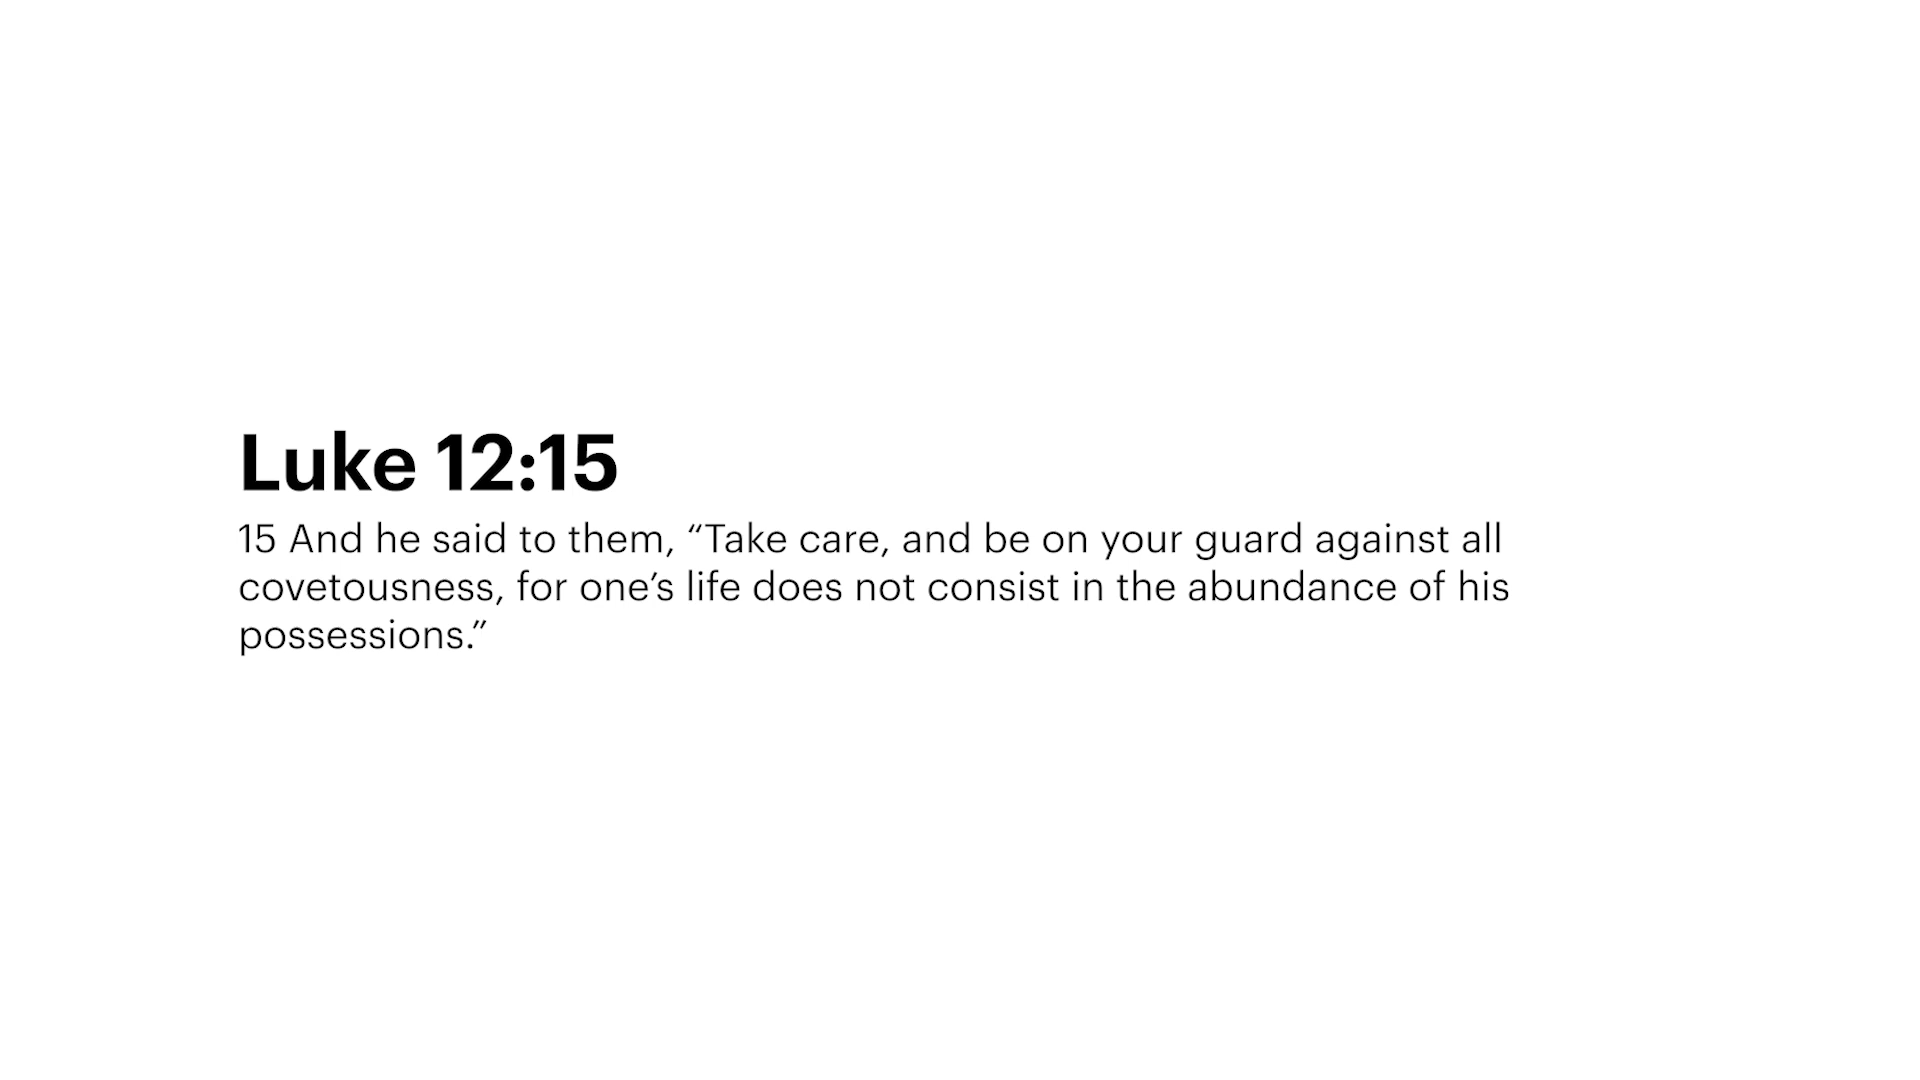 Luke 12:15
15 And he said to them, “Take care, and be on your guard against all
covetousness, for one’s life does not consist in the abundance of his
possessions.”